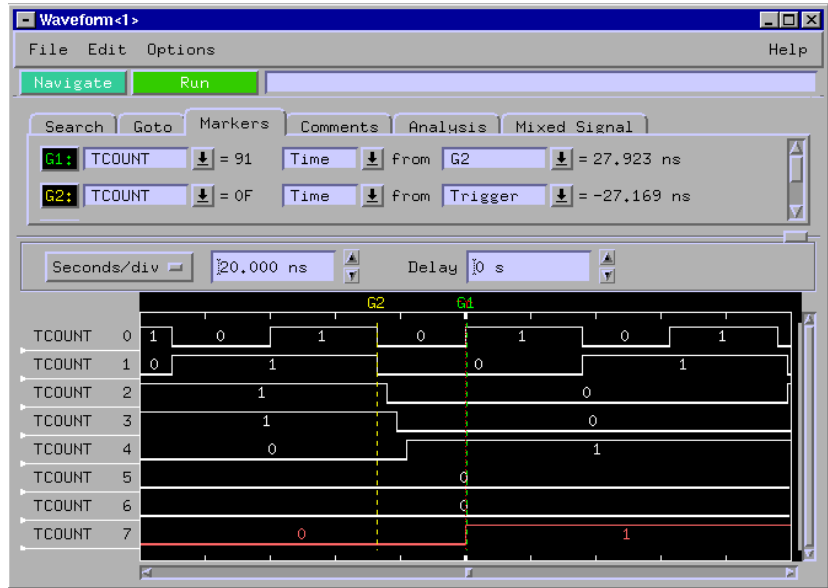 Waveform<1>
File Edit Options Help
Navigate Run
Search Goto Markers Comments Analysis Mixed Signal
G1: TCOUNT = 91 Time from G2 = 27.923 ns
G2: TCOUNT = 0F Time from Trigger = -27.169 ns
Seconds/div 20.000 ns Delay 0 s
G2 G1
TCOUNT 0 1 0 1 0 1 0 1
TCOUNT 1 0 1 0 1
TCOUNT 2 1 0
TCOUNT 3 1 0
TCOUNT 4 0 1
TCOUNT 5 0
TCOUNT 6 0
TCOUNT 7 0 1